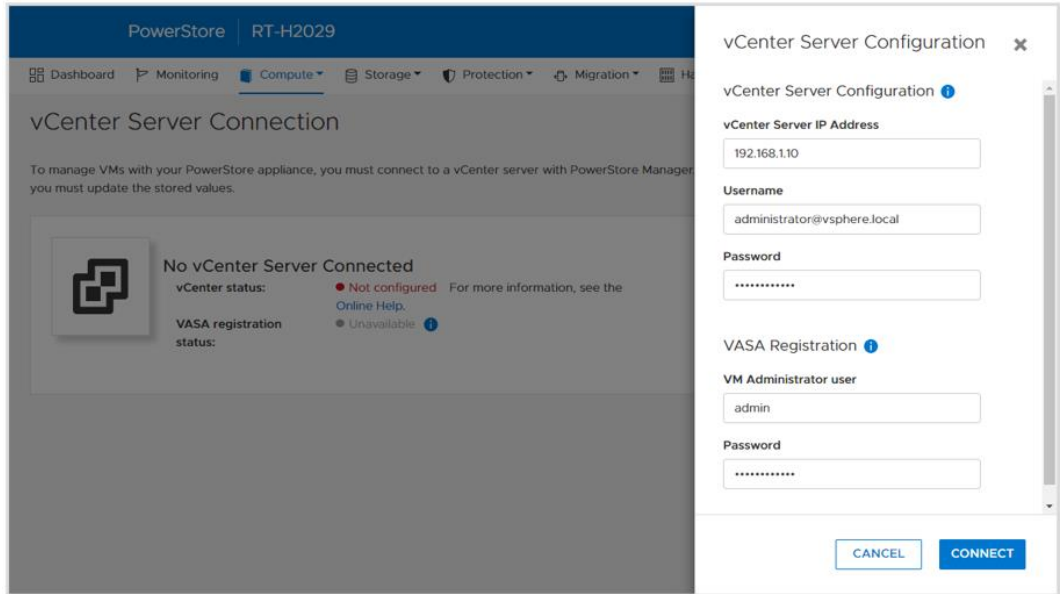 PowerStore RT-H2029
Dashboard Monitoring Compute Storage Protection Migration Ha
vCenter Server Connection
To manage VMs with your PowerStore appliance, you must connect to a vCenter server with PowerStore Manager.
you must update the stored values.
No vCenter Server Connected
vCenter status: Not configured For more information, see the
Online Help.
VASA registration Unavailable
status:
vCenter Server Configuration
vCenter Server Configuration
vCenter Server IP Address
192.168.1.10
Username
administrator@vsphere.local
Password
••••••••••••
VASA Registration
VM Administrator user
admin
Password
••••••••••••
CANCEL CONNECT